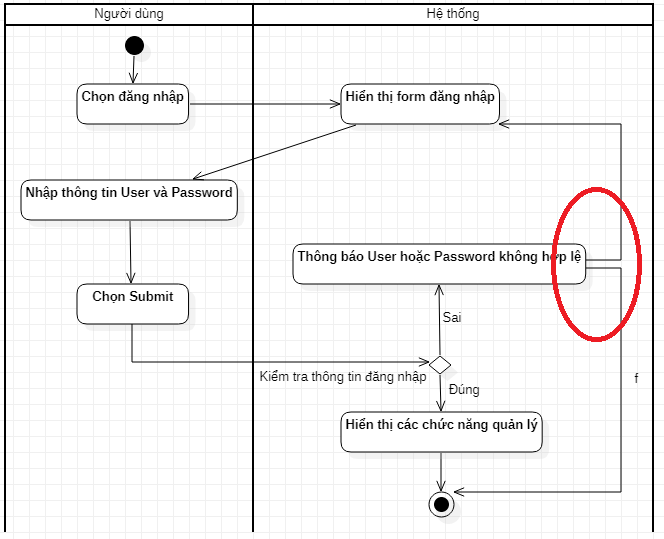 Người dùng
Hệ thống
Chọn đăng nhập
Hiển thị form đăng nhập
Nhập thông tin User và Password
Thông báo User hoặc Password không hợp lệ
Chọn Submit
Sai
Kiểm tra thông tin đăng nhập
f
Đúng
Hiển thị các chức năng quản lý